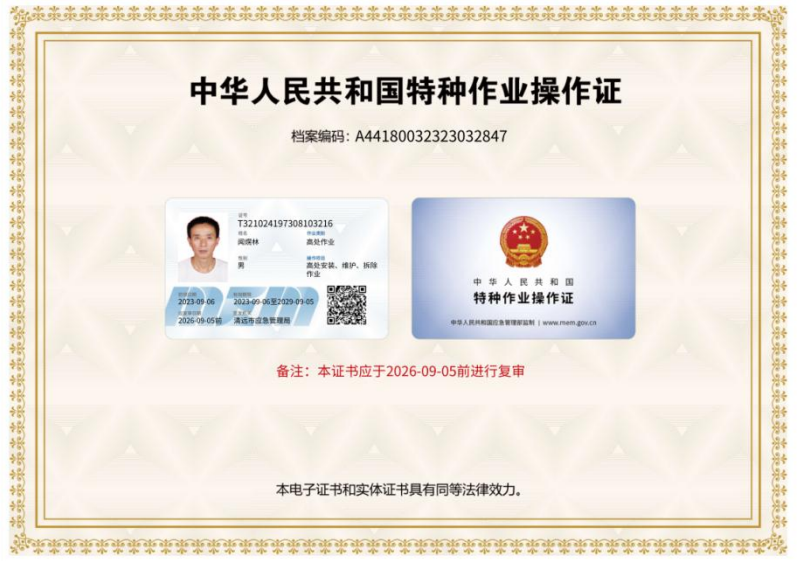 中华人民共和国特种作业操作证
档案编码：A44180032323032847
证号
T321024197308103216
姓名
作业类别
闻熠林
高处作业
性别
操作项目
男
高处安装、维护、拆除
作业
2023-09-06
2023-09-06至2029-09-05
2026-09-05前
清远市应急管理局
中华人民共和国
特种作业操作证
中华人民共和国应急管理部监制 | www.mem.gov.cn
备注：本证书应于2026-09-05前进行复审
本电子证书和实体证书具有同等法律效力。